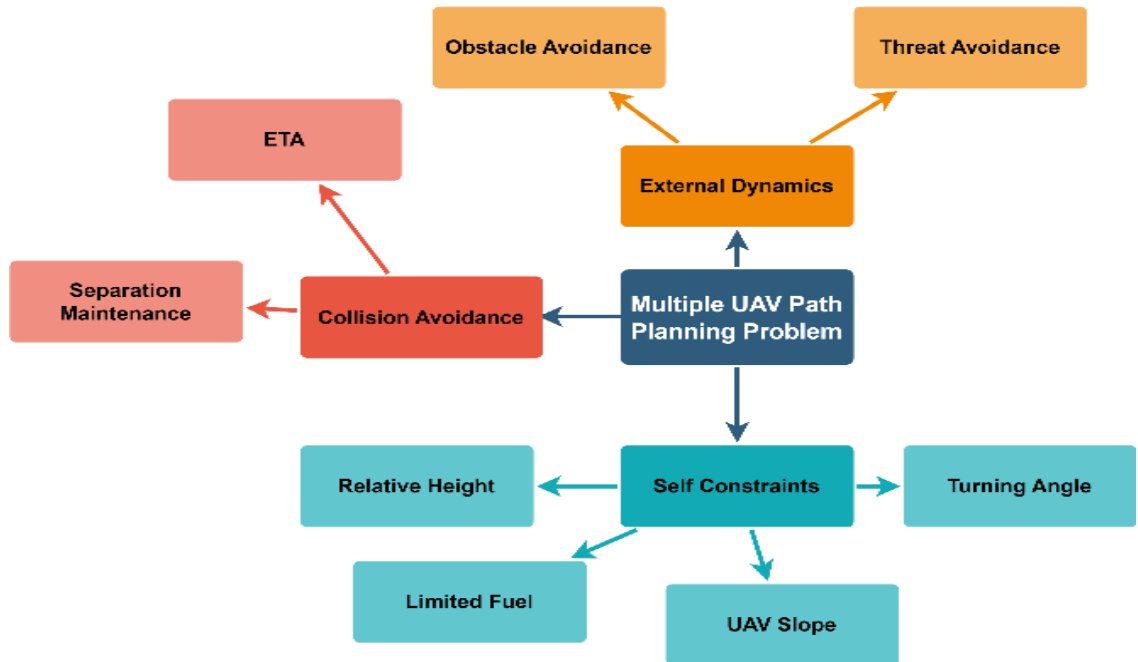 Obstacle Avoidance
Threat Avoidance
ETA
External Dynamics
Separation
Maintenance
Collision Avoidance
Multiple UAV Path
Planning Problem
Relative Height
Self Constraints
Turning Angle
Limited Fuel
UAV Slope